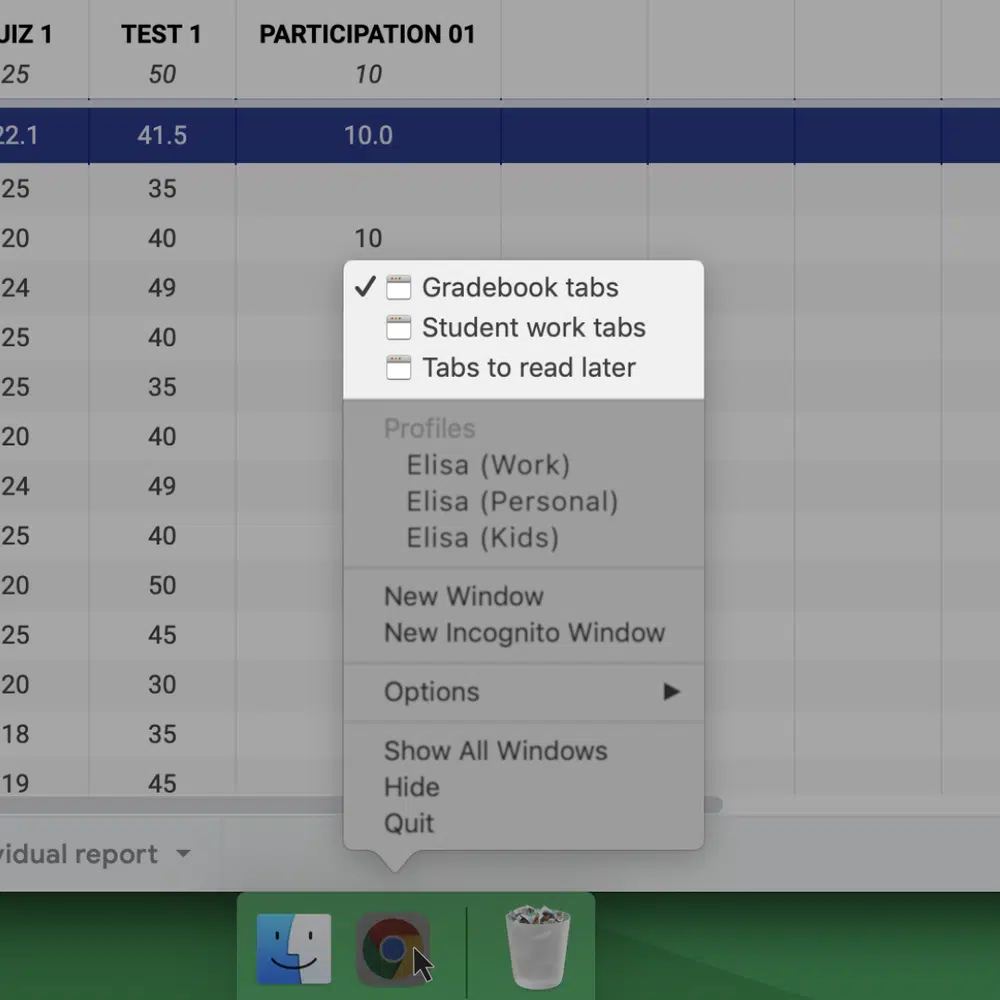 UIZ 1 TEST 1 PARTICIPATION 01
25 50 10
22.1 41.5 10.0
25 35
20 40 10
24 49
25 40
25 35
20 40
24 49
25 40
20 50
25 45
20 30
18 35
19 45
✓ Gradebook tabs
Student work tabs
Tabs to read later
Profiles
Elisa (Work)
Elisa (Personal)
Elisa (Kids)
New Window
New Incognito Window
Options ▶
Show All Windows
Hide
Quit
vidual report